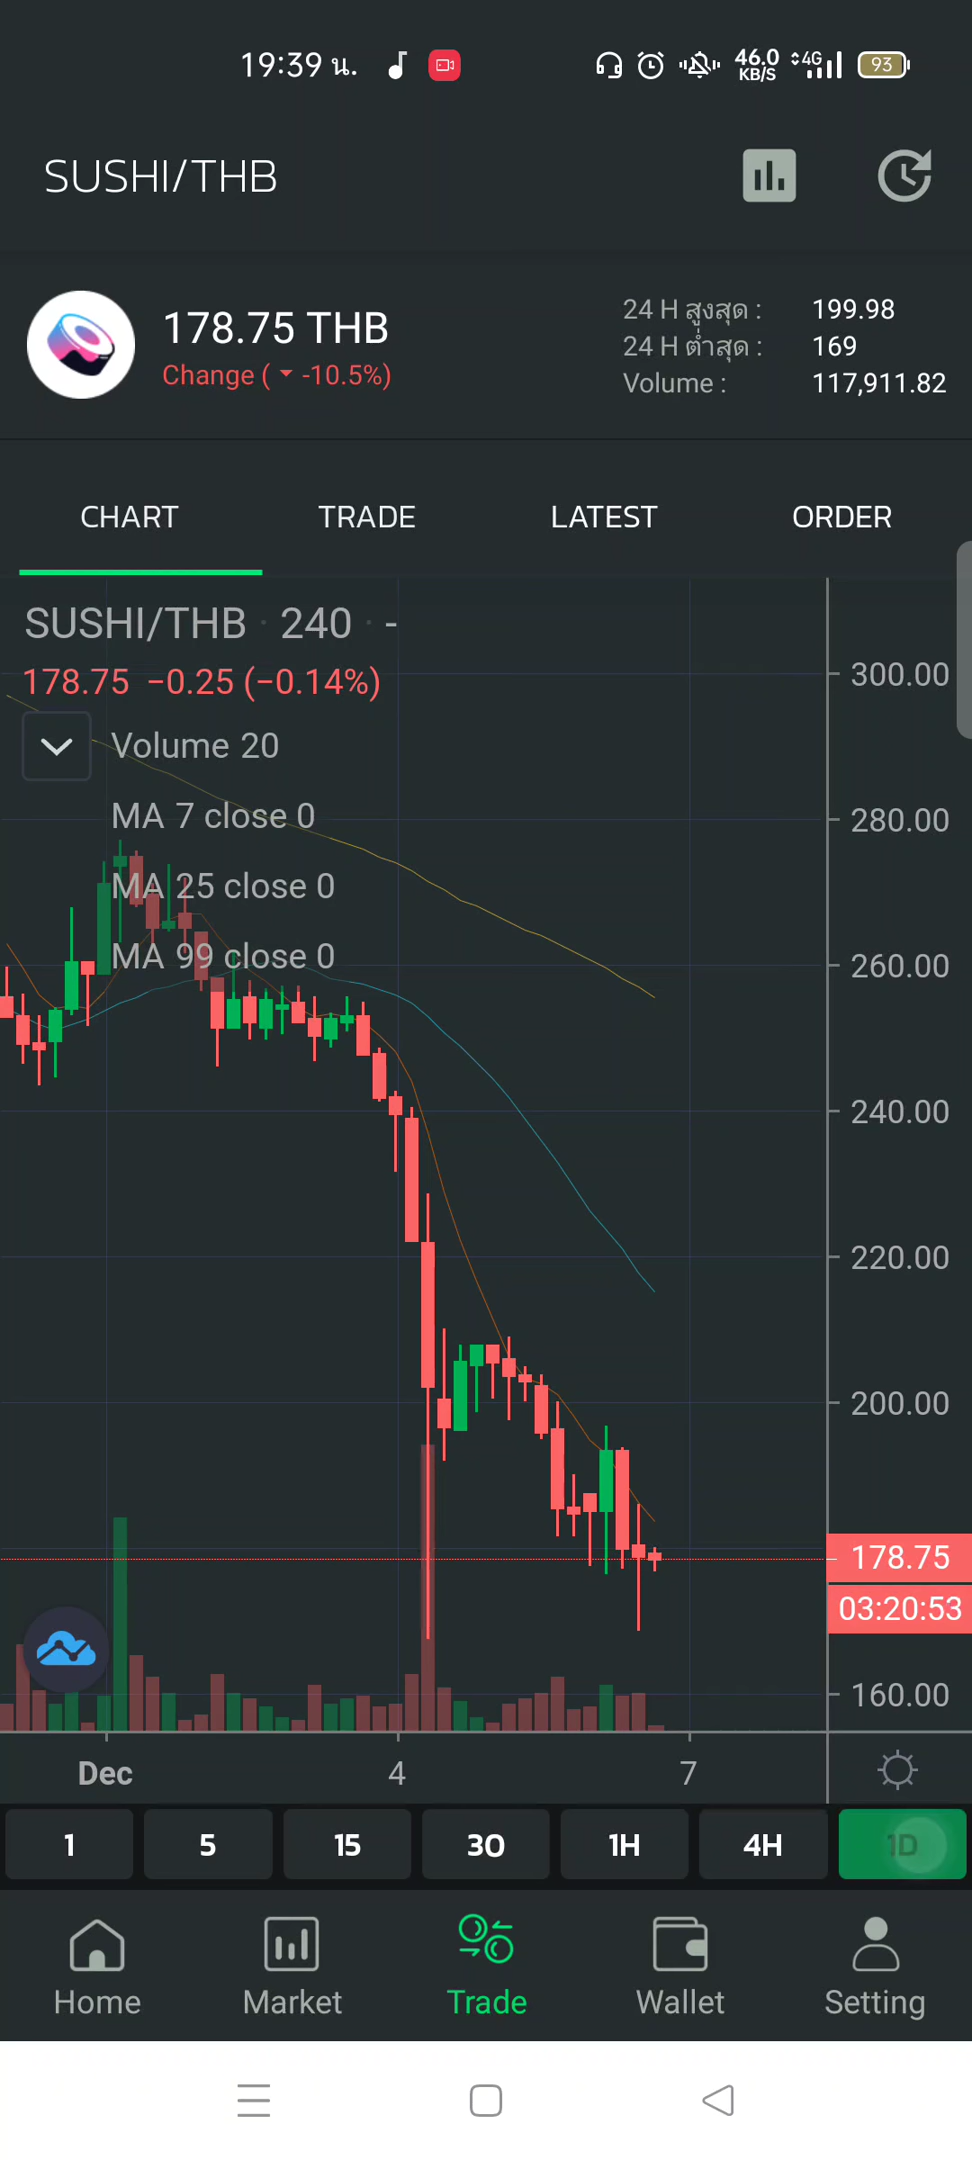 19:39 น.
46.0 KB/S
4G
93
SUSHI/THB
178.75 THB
Change ( -10.5%)
24 H สูงสุด : 199.98
24 H ต่ำสุด : 169
Volume : 117,911.82
CHART TRADE LATEST ORDER
SUSHI/THB · 240 · -
178.75 −0.25 (−0.14%)
Volume 20
MA 7 close 0
MA 25 close 0
MA 99 close 0
300.00
280.00
260.00
240.00
220.00
200.00
178.75
03:20:53
160.00
Dec 4 7
1 5 15 30 1H 4H 1D
Home Market Trade Wallet Setting